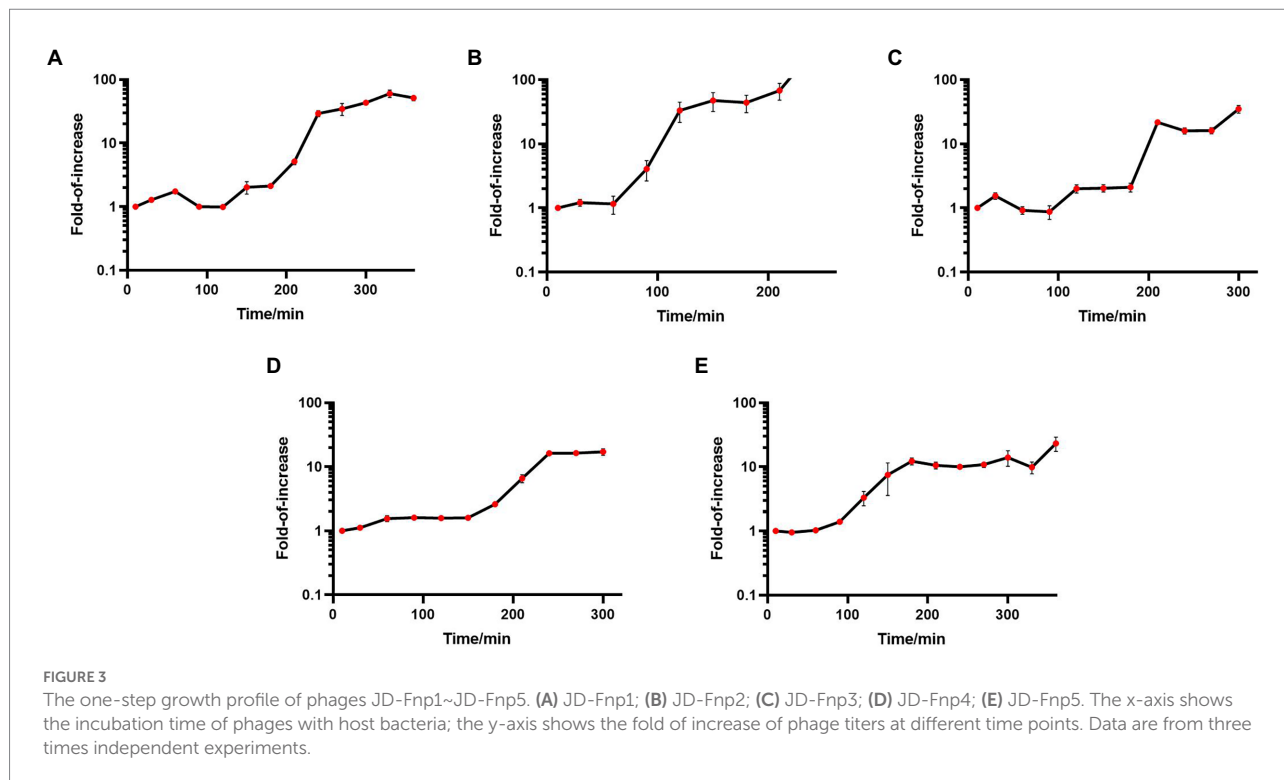 A
100
10
1
0.1
Fold-of-increase
0
100
200
300
Time/min
B
100
10
1
0.1
Fold-of-increase
0
100
200
Time/min
C
100
10
1
0.1
Fold-of-increase
0
100
200
300
Time/min
D
100
10
1
0.1
Fold-of-increase
0
100
200
300
Time/min
E
100
10
1
0.1
Fold-of-increase
0
100
200
300
Time/min
FIGURE 3
The one-step growth profile of phages JD-Fnp1~JD-Fnp5. (A) JD-Fnp1; (B) JD-Fnp2; (C) JD-Fnp3; (D) JD-Fnp4; (E) JD-Fnp5. The x-axis shows
the incubation time of phages with host bacteria; the y-axis shows the fold of increase of phage titers at different time points. Data are from three
times independent experiments.